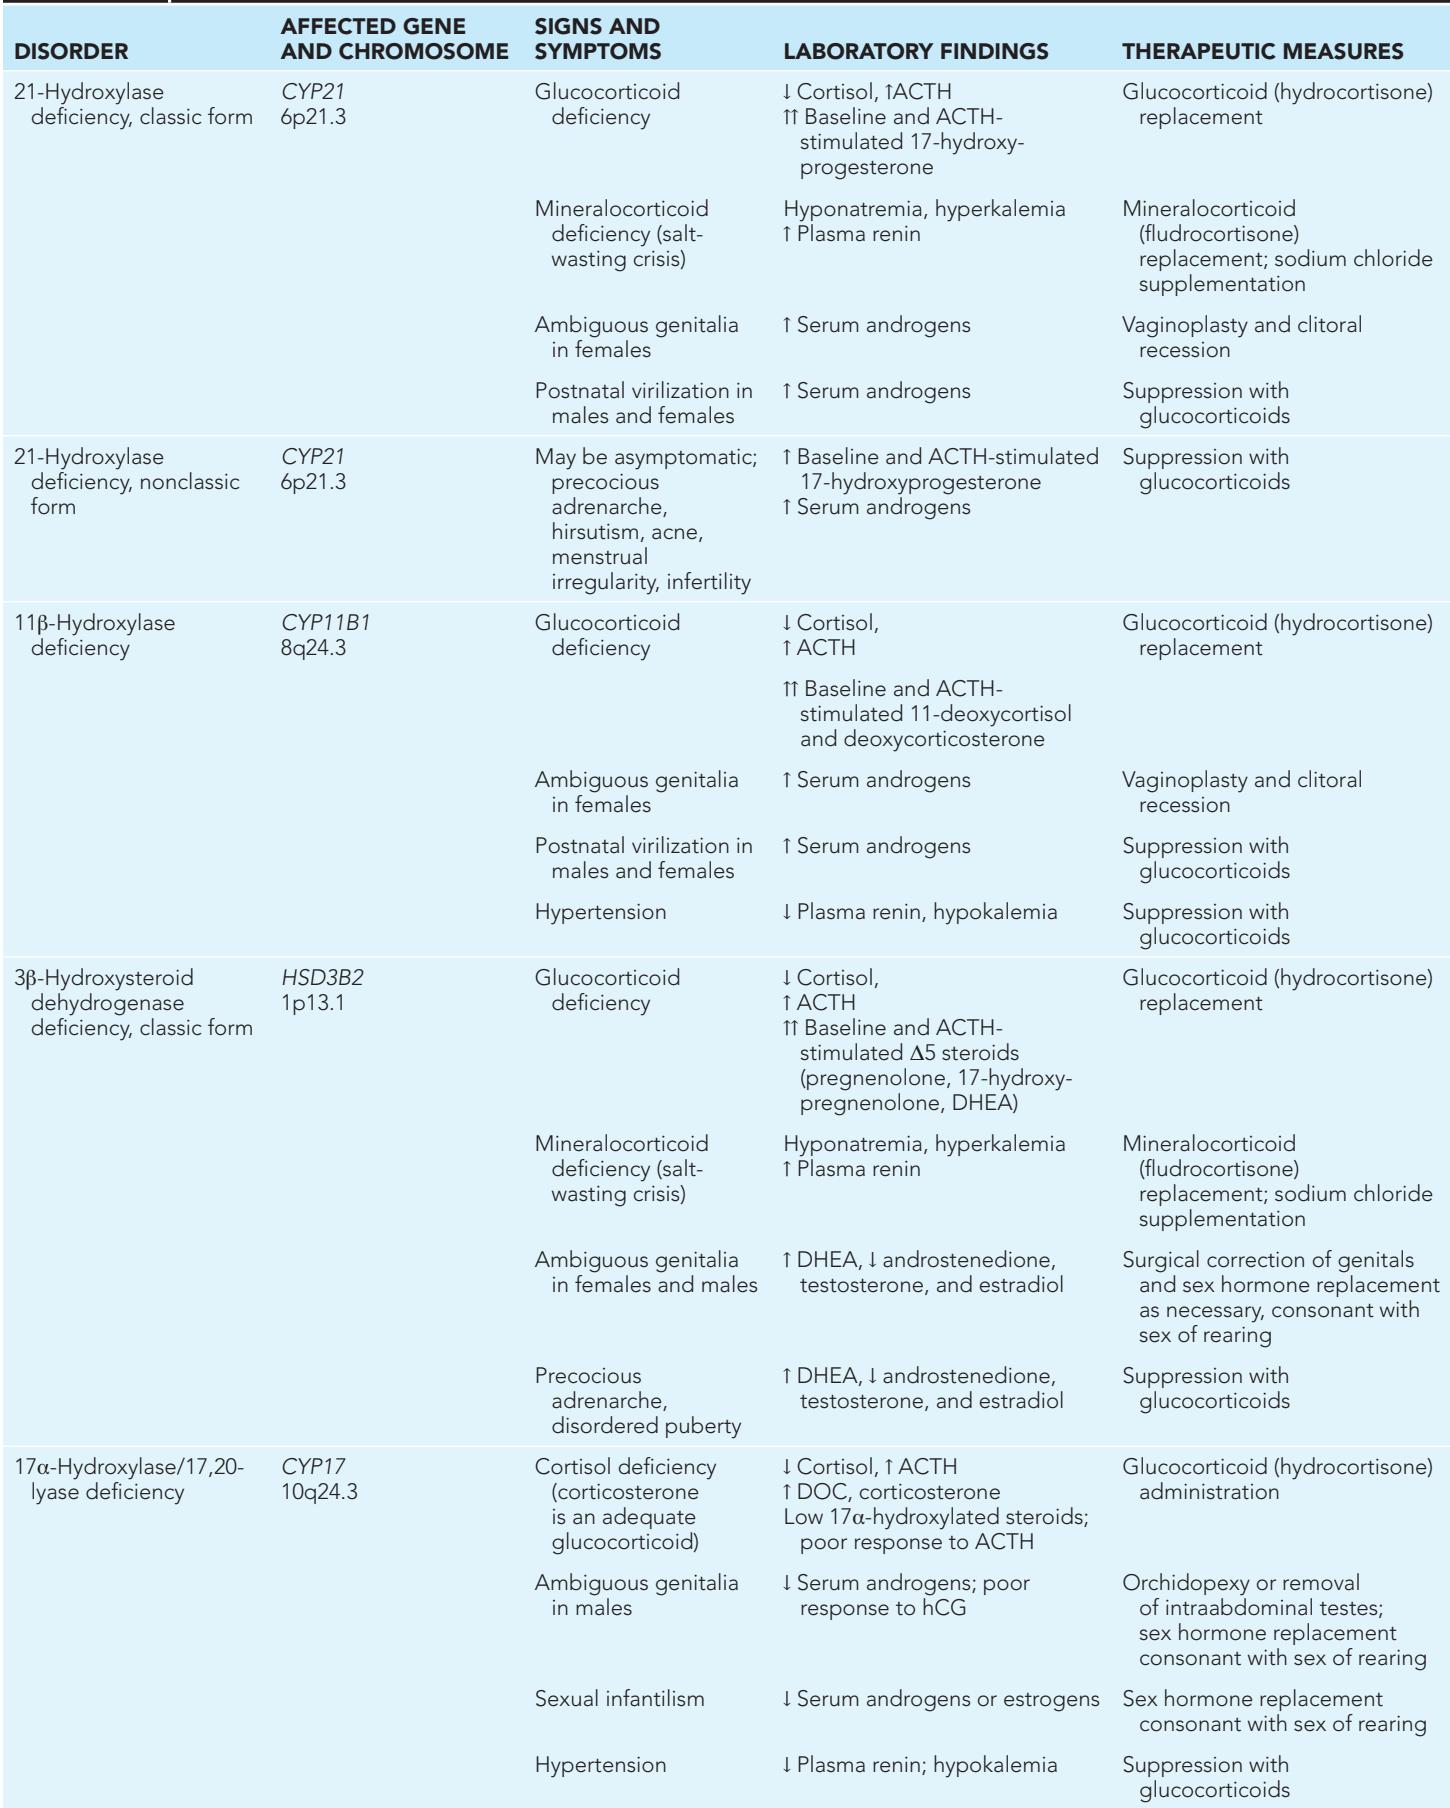 DISORDER
AFFECTED GENE
AND CHROMOSOME
SIGNS AND
SYMPTOMS
LABORATORY FINDINGS
THERAPEUTIC MEASURES
21-Hydroxylase
deficiency, classic form
CYP21
6p21.3
Glucocorticoid
deficiency
↓ Cortisol, ↑ACTH
↑↑ Baseline and ACTH-
stimulated 17-hydroxy-
progesterone
Glucocorticoid (hydrocortisone)
replacement
Mineralocorticoid
deficiency (salt-
wasting crisis)
Hyponatremia, hyperkalemia
↑ Plasma renin
Mineralocorticoid
(fludrocortisone)
replacement; sodium chloride
supplementation
Ambiguous genitalia
in females
↑ Serum androgens
Vaginoplasty and clitoral
recession
Postnatal virilization in
males and females
↑ Serum androgens
Suppression with
glucocorticoids
21-Hydroxylase
deficiency, nonclassic
form
CYP21
6p21.3
May be asymptomatic;
precocious
adrenarche,
hirsutism, acne,
menstrual
irregularity, infertility
↑ Baseline and ACTH-stimulated
17-hydroxyprogesterone
↑ Serum androgens
Suppression with
glucocorticoids
11β-Hydroxylase
deficiency
CYP11B1
8q24.3
Glucocorticoid
deficiency
↓ Cortisol,
↑ ACTH
↑↑ Baseline and ACTH-
stimulated 11-deoxycortisol
and deoxycorticosterone
Glucocorticoid (hydrocortisone)
replacement
Ambiguous genitalia
in females
↑ Serum androgens
Vaginoplasty and clitoral
recession
Postnatal virilization in
males and females
↑ Serum androgens
Suppression with
glucocorticoids
Hypertension
↓ Plasma renin, hypokalemia
Suppression with
glucocorticoids
3β-Hydroxysteroid
dehydrogenase
deficiency, classic form
HSD3B2
1p13.1
Glucocorticoid
deficiency
↓ Cortisol,
↑ ACTH
↑↑ Baseline and ACTH-
stimulated Δ5 steroids
(pregnenolone, 17-hydroxy-
pregnenolone, DHEA)
Glucocorticoid (hydrocortisone)
replacement
Mineralocorticoid
deficiency (salt-
wasting crisis)
Hyponatremia, hyperkalemia
↑ Plasma renin
Mineralocorticoid
(fludrocortisone)
replacement; sodium chloride
supplementation
Ambiguous genitalia
in females and males
↑ DHEA, ↓ androstenedione,
testosterone, and estradiol
Surgical correction of genitals
and sex hormone replacement
as necessary, consonant with
sex of rearing
Precocious
adrenarche,
disordered puberty
↑ DHEA, ↓ androstenedione,
testosterone, and estradiol
Suppression with
glucocorticoids
17α-Hydroxylase/17,20-
lyase deficiency
CYP17
10q24.3
Cortisol deficiency
(corticosterone
is an adequate
glucocorticoid)
↓ Cortisol, ↑ ACTH
↑ DOC, corticosterone
Low 17α-hydroxylated steroids;
poor response to ACTH
Glucocorticoid (hydrocortisone)
administration
Ambiguous genitalia
in males
↓ Serum androgens; poor
response to hCG
Orchidopexy or removal
of intraabdominal testes;
sex hormone replacement
consonant with sex of rearing
Sexual infantilism
↓ Serum androgens or estrogens
Sex hormone replacement
consonant with sex of rearing
Hypertension
↓ Plasma renin; hypokalemia
Suppression with
glucocorticoids